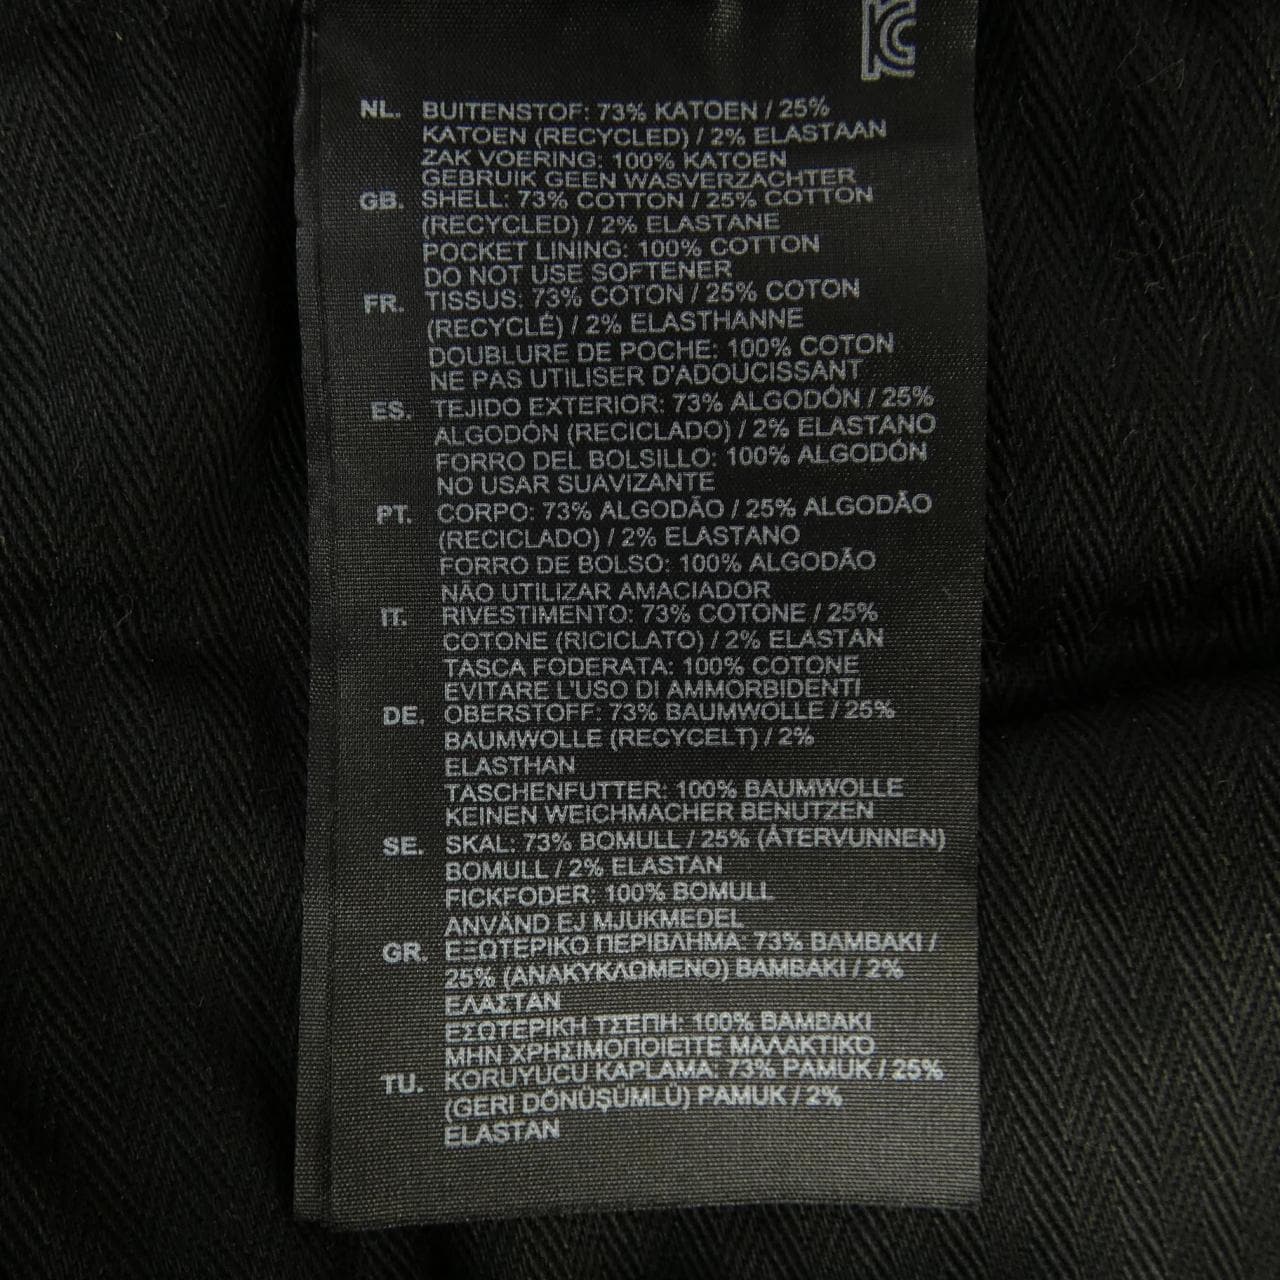 NL. BUITENSTOF: 73% KATOEN / 25%
KATOEN (RECYCLED) / 2% ELASTAAN
ZAK VOERING: 100% KATOEN
GEBRUIK GEEN WASVERZACHTER
GB. SHELL: 73% COTTON / 25% COTTON
(RECYCLED) / 2% ELASTANE
POCKET LINING: 100% COTTON
DO NOT USE SOFTENER
FR. TISSUS: 73% COTON / 25% COTON
(RECYCLÉ) / 2% ELASTHANNE
DOUBLURE DE POCHE: 100% COTON
NE PAS UTILISER D'ADOUCISSANT
ES. TEJIDO EXTERIOR: 73% ALGODÓN / 25%
ALGODÓN (RECICLADO) / 2% ELASTANO
FORRO DEL BOLSILLO: 100% ALGODÓN
NO USAR SUAVIZANTE
PT. CORPO: 73% ALGODÃO / 25% ALGODÃO
(RECICLADO) / 2% ELASTANO
FORRO DE BOLSO: 100% ALGODÃO
NÃO UTILIZAR AMACIADOR
IT. RIVESTIMENTO: 73% COTONE / 25%
COTONE (RICICLATO) / 2% ELASTAN
TASCA FODERATA: 100% COTONE
EVITARE L'USO DI AMMORBIDENTI
DE. OBERSTOFF: 73% BAUMWOLLE / 25%
BAUMWOLLE (RECYCELT) / 2%
ELASTHAN
TASCHENFUTTER: 100% BAUMWOLLE
KEINEN WEICHMACHER BENUTZEN
SE. SKAL: 73% BOMULL / 25% (ÅTERVUNNEN)
BOMULL / 2% ELASTAN
FICKFODER: 100% BOMULL
ANVÄND EJ MJUKMEDEL
GR. ΕΞΩΤΕΡΙΚΟ ΠΕΡΙΒΛΗΜΑ: 73% ΒΑΜΒΑΚΙ /
25% (ΑΝΑΚΥΚΛΩΜΕΝΟ) ΒΑΜΒΑΚΙ / 2%
ΕΛΑΣΤΑΝ
ΕΣΩΤΕΡΙΚΗ ΤΣΕΠΗ: 100% ΒΑΜΒΑΚΙ
ΜΗΝ ΧΡΗΣΙΜΟΠΟΙΕΙΤΕ ΜΑΛΑΚΤΙΚΟ
TU. KORUYUCU KAPLAMA: 73% PAMUK / 25%
(GERI DÖNÜŞÜMLÜ) PAMUK / 2%
ELASTAN